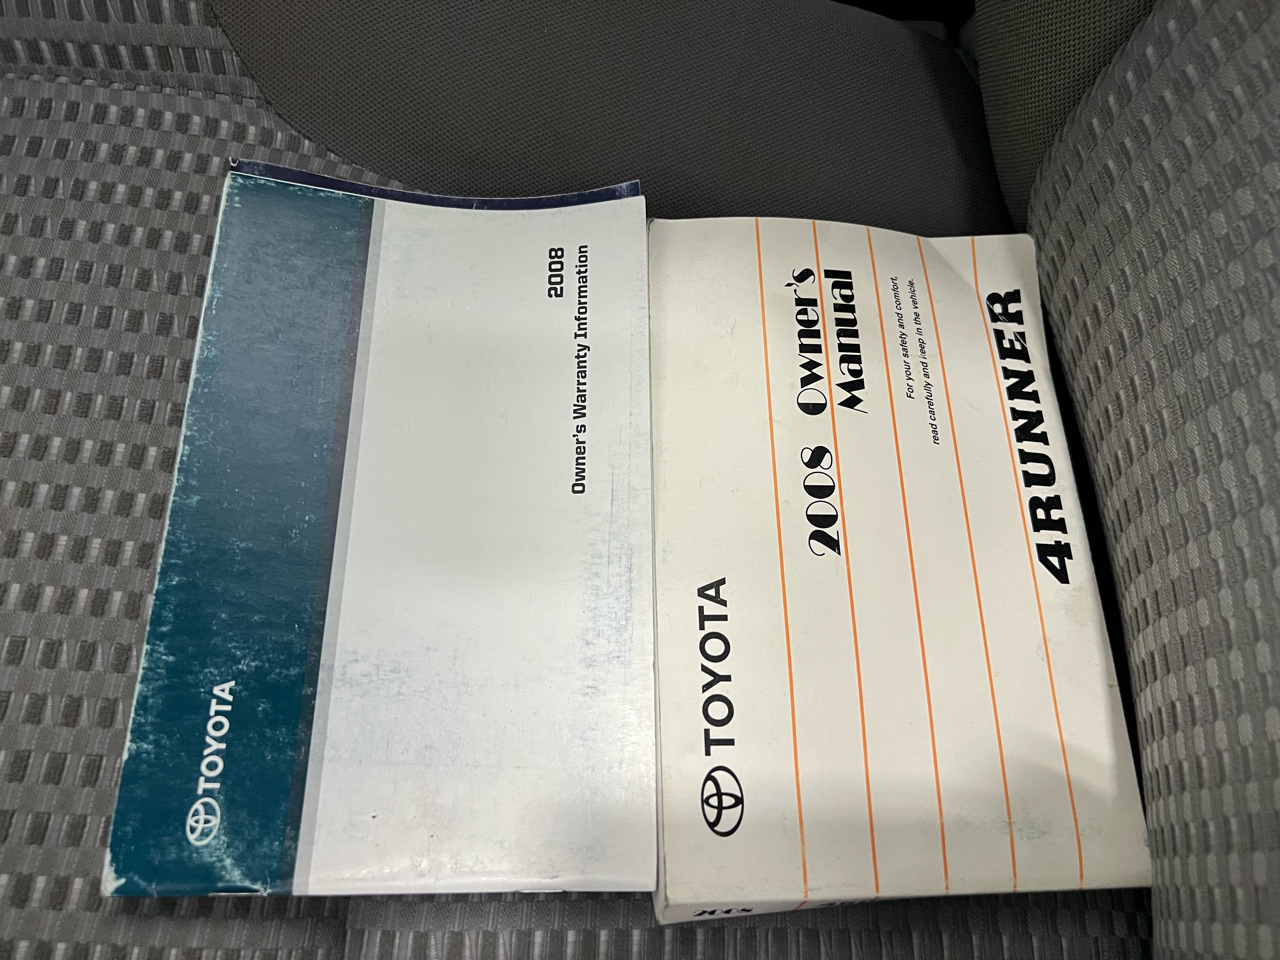 TOYOTA
2008
Owner's Warranty Information
TOYOTA
2008 Owner's
Manual
For your safety and comfort,
read carefully and keep in the vehicle.
4RUNNER
2008